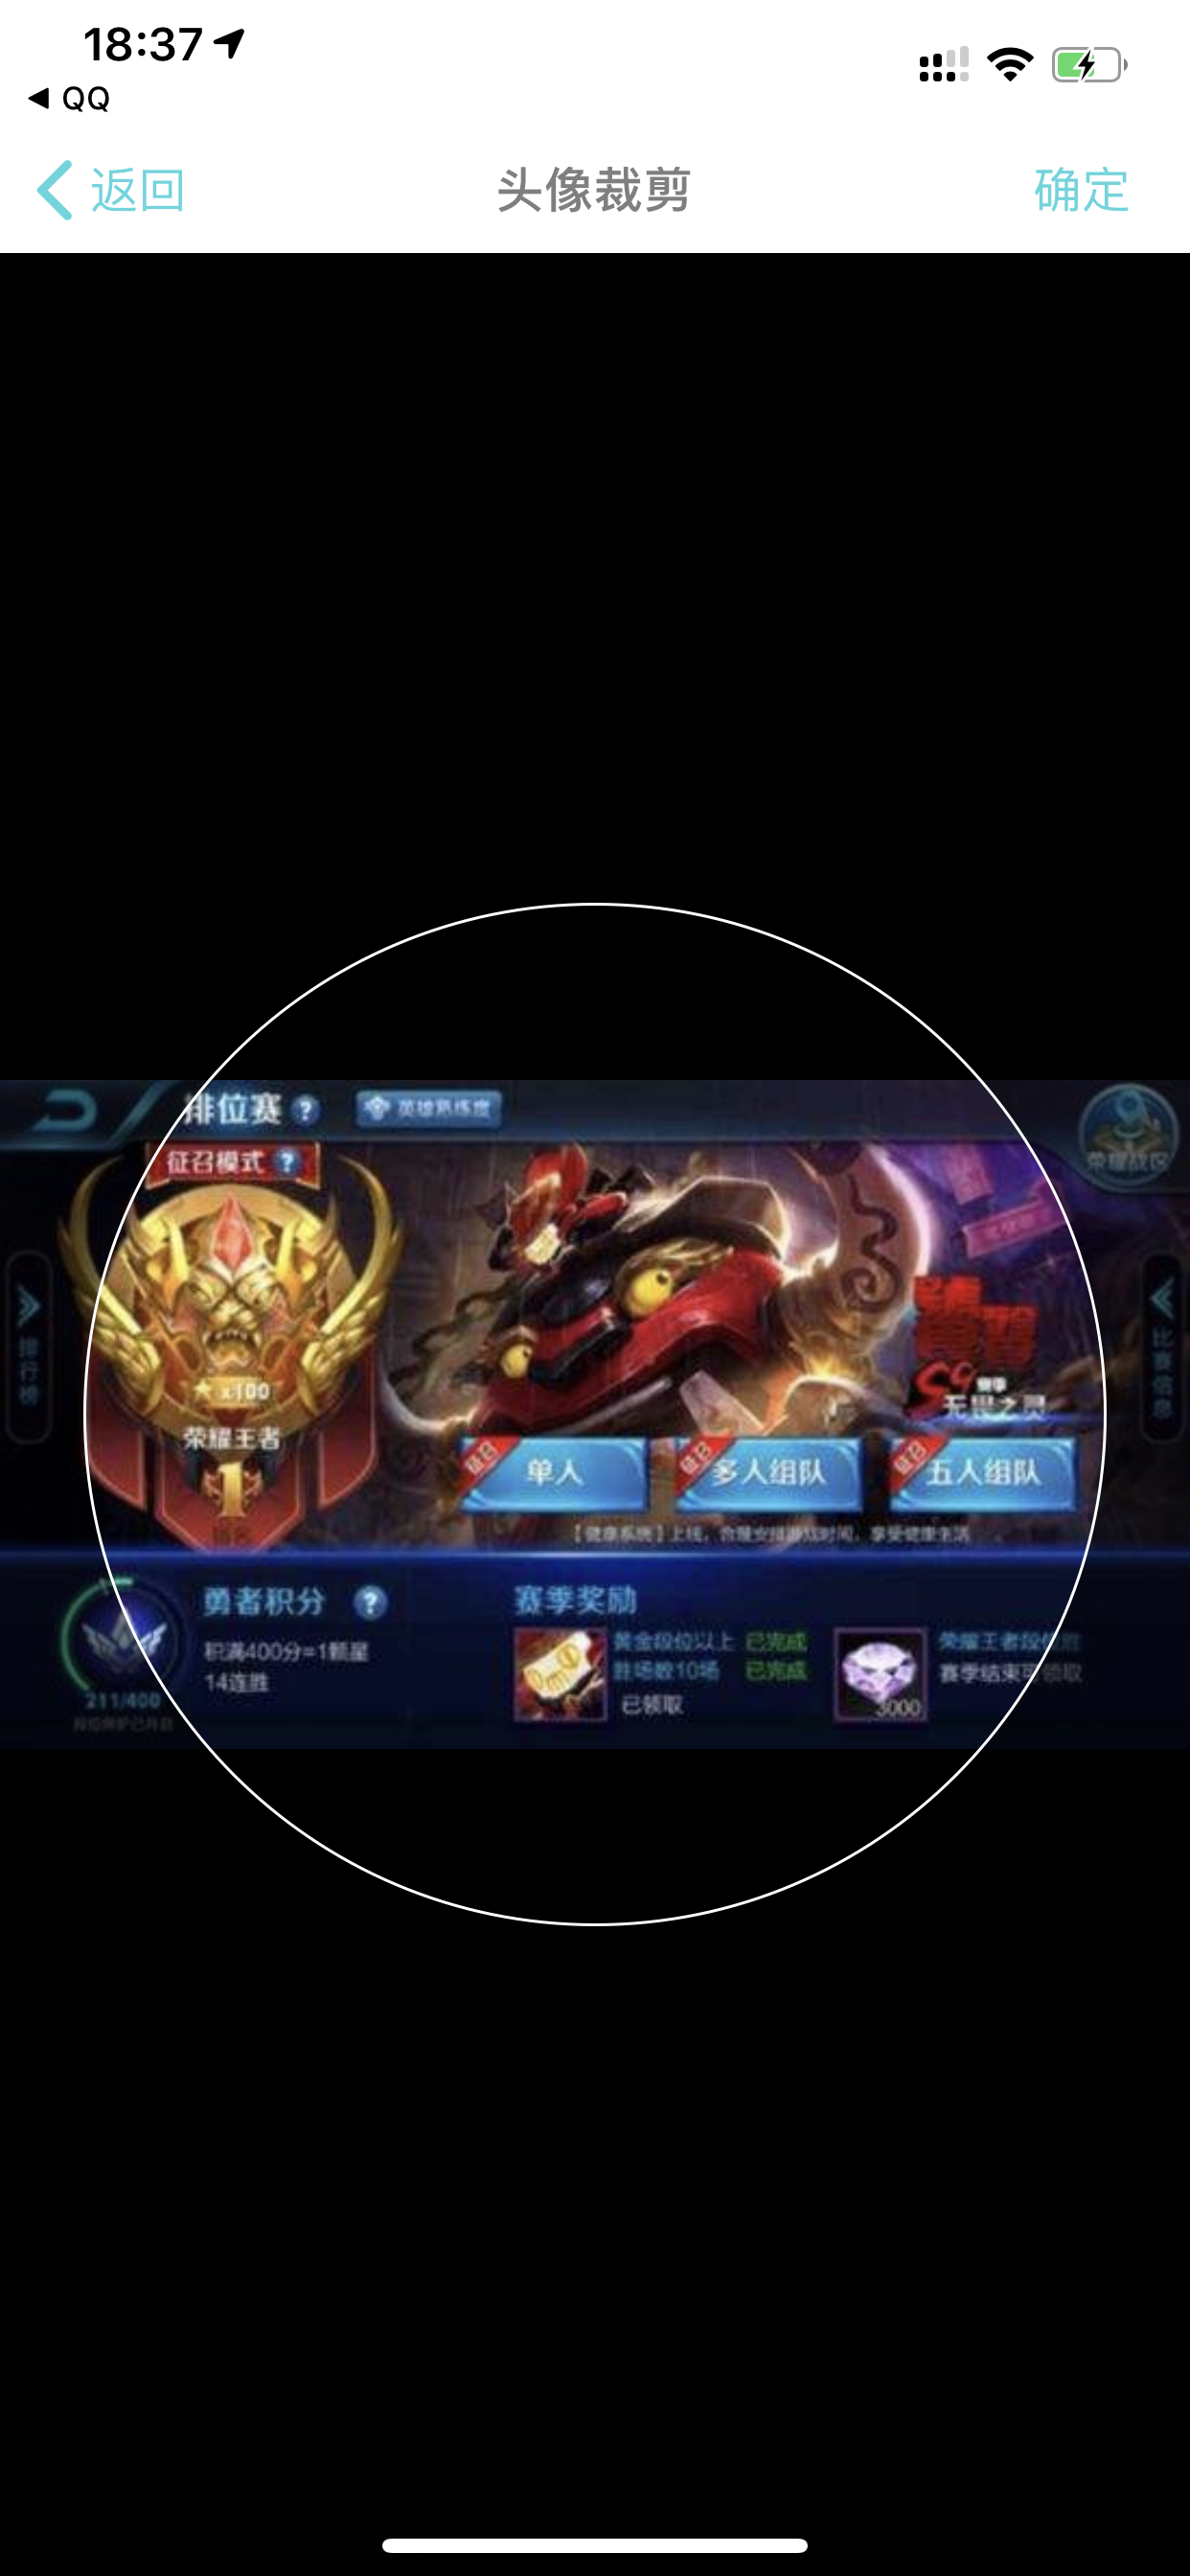 18:37
QQ
返回
头像裁剪
确定
排位赛 ?
英雄熟练度
荣耀战区
征召模式 ?
排行榜
比赛信息
x100
荣耀王者
1
S9 赛季
无畏之灵
征召 单人
征召 多人组队
征召 五人组队
【健康系统】上线,合理安排游戏时间,享受健康生活
勇者积分 ?
积满400分=1颗星
14连胜
211/400
赛季奖励
黄金段位以上 已完成
胜场数10场 已完成
已领取
3000
荣耀王者段位
赛季结束可领取